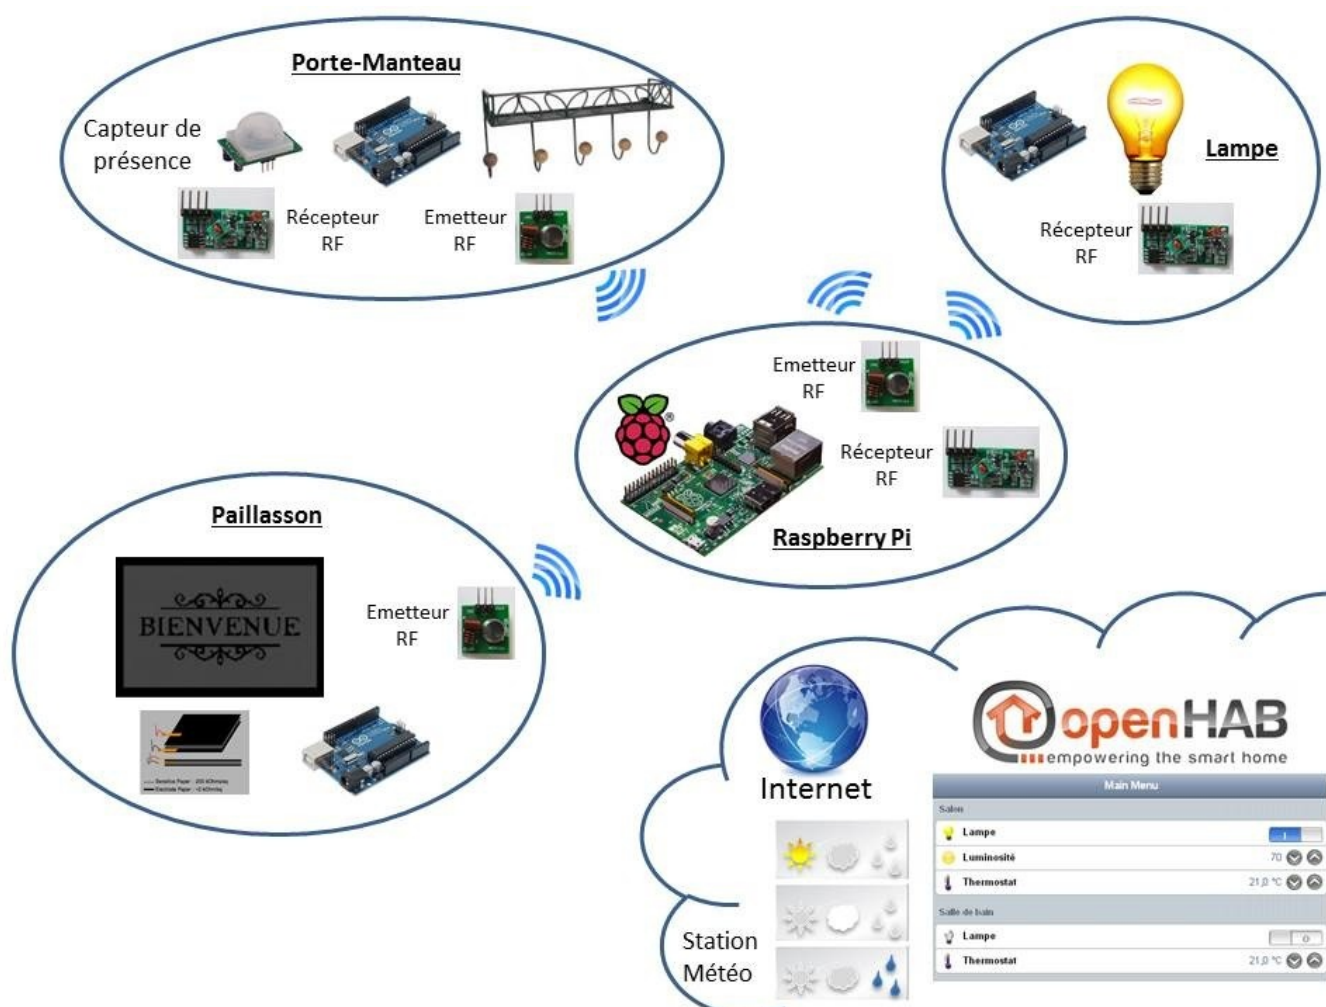 Porte-Manteau
Capteur de
présence
Récepteur
RF
Emetteur
RF
Lampe
Récepteur
RF
Emetteur
RF
Récepteur
RF
Raspberry Pi
Paillasson
BIENVENUE
Emetteur
RF
Internet
Station
Météo
openHAB
empowering the smart home
Main Menu
Salon
Lampe
Luminosité
70
Thermostat
21,0 °C
Salle de bain
Lampe
Thermostat
21,0 °C